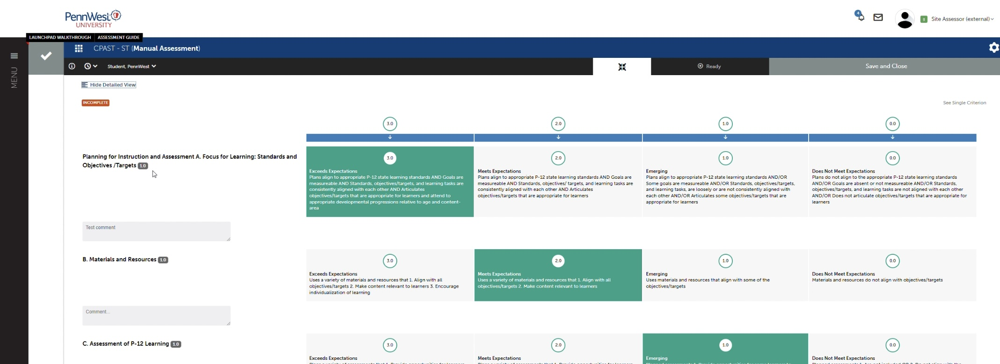 PennWest
UNIVERSITY
4
9
Site Assessor (external)
LAUNCHPAD WALKTHROUGH ASSESSMENT GUIDE
MENU
CPAST - ST (Manual Assessment)
Student, PennWest
Ready
Save and Close
Hide Detailed View
INCOMPLETE
See Single Criterion
3.0 2.0 1.0 0.0
Planning for Instruction and Assessment A. Focus for Learning: Standards and
Objectives /Targets 1.0
3.0
Exceeds Expectations
Plans align to appropriate P-12 state learning standards AND Goals are
measureable AND Standards, objectives/targets, and learning tasks are
consistently aligned with each other AND Articulates
objectives/targets that are appropriate for learners and attend to
appropriate developmental progressions relative to age and content-
area
2.0
Meets Expectations
Plans align to appropriate P-12 state learning standards AND Goals are
measureable AND Standards, objectives/ targets, and learning tasks are
consistently aligned with each other AND Articulates
objectives/targets that are appropriate for learners
1.0
Emerging
Plans align to appropriate P-12 state learning standards AND/OR
Some goals are measureable AND/OR Standards, objectives/targets,
and learning tasks, are loosely or are not consistently aligned with
each other AND/OR Articulates some objectives/targets that are
appropriate for learners
0.0
Does Not Meet Expectations
Plans do not align to the appropriate P-12 state learning standards
AND/OR Goals are absent or not measureable AND/OR Standards,
objectives/targets, and learning tasks are not aligned with each other
AND/OR Does not articulate objectives/targets that are appropriate for
learners
Test comment
B. Materials and Resources 1.0
3.0
Exceeds Expectations
Uses a variety of materials and resources that 1. Align with all
objectives/targets 2. Make content relevant to learners 3. Encourage
individualization of learning
2.0
Meets Expectations
Uses a variety of materials and resources that 1. Align with all
objectives/targets 2. Make content relevant to learners
1.0
Emerging
Uses materials and resources that align with some of the
objectives/targets
0.0
Does Not Meet Expectations
Materials and resources do not align with objectives/targets
Comment...
C. Assessment of P-12 Learning 1.0
3.0
Exceeds Expectations
2.0
Meets Expectations
1.0
Emerging
0.0
Does Not Meet Expectations